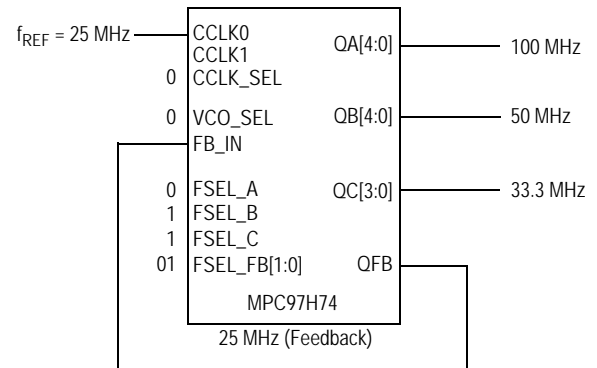 fREF = 25 MHz
CCLK0
CCLK1
0 CCLK_SEL
0 VCO_SEL
FB_IN
0 FSEL_A
1 FSEL_B
1 FSEL_C
01 FSEL_FB[1:0]
QA[4:0] 100 MHz
QB[4:0] 50 MHz
QC[3:0] 33.3 MHz
QFB
MPC97H74
25 MHz (Feedback)